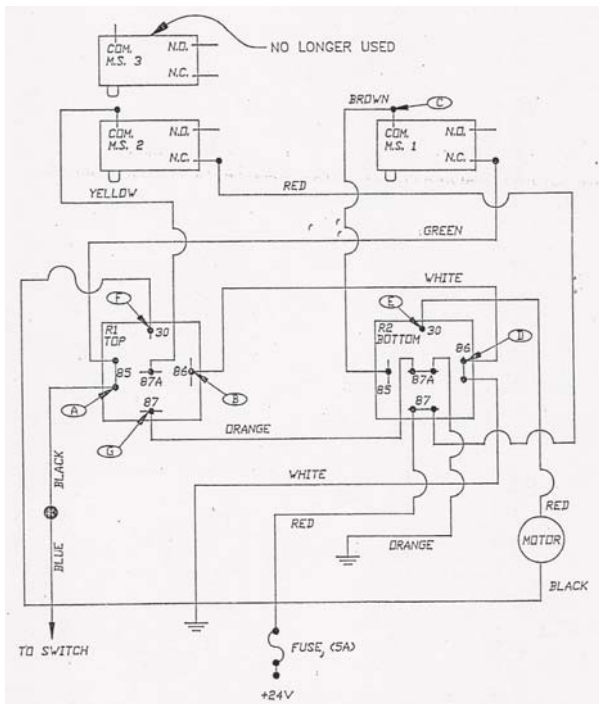 COM.
M.S. 3
N.O.
N.C.
NO LONGER USED
COM.
M.S. 2
N.O.
N.C.
BROWN
C
COM.
M.S. 1
N.O.
N.C.
YELLOW
RED
GREEN
WHITE
F
R1
TOP
30
85
87A
86
87
A
B
G
E
R2
BOTTOM
30
86
D
85
87A
87
ORANGE
BLACK
BLUE
WHITE
RED
ORANGE
RED
MOTOR
BLACK
TO SWITCH
FUSE, (5A)
+24V